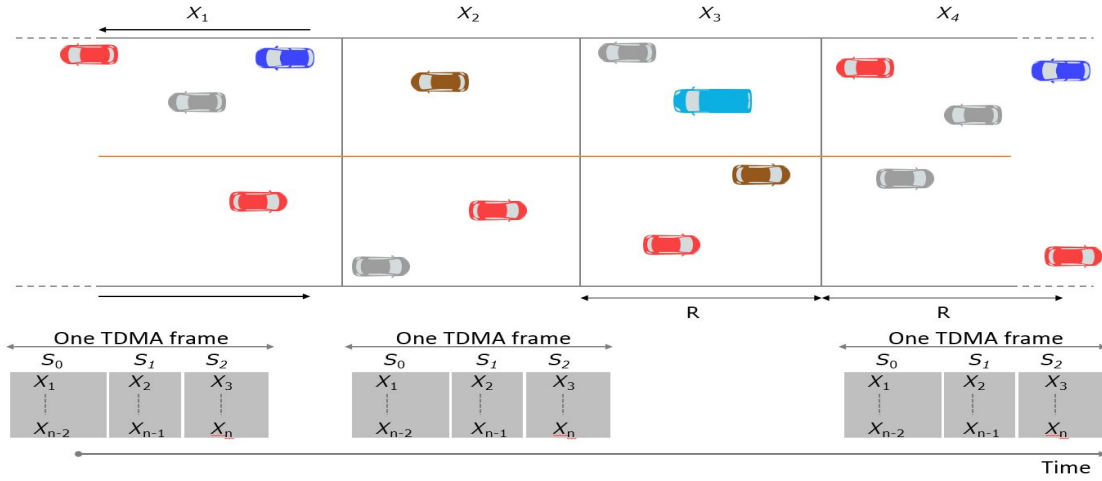 X1 X2 X3 X4
R R
One TDMA frame One TDMA frame One TDMA frame
S0 S1 S2 S0 S1 S2 S0 S1 S2
X1 X2 X3 X1 X2 X3 X1 X2 X3
Xn-2 Xn-1 Xn Xn-2 Xn-1 Xn Xn-2 Xn-1 Xn
Time